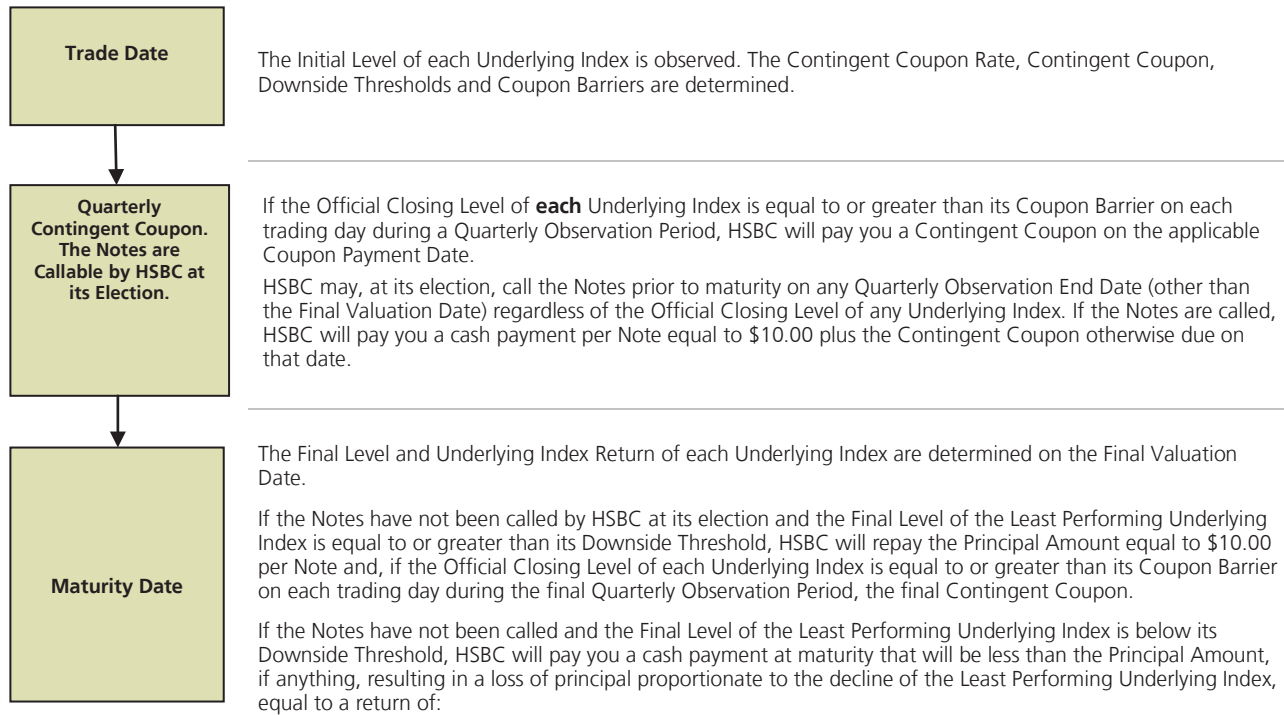 Trade Date
The Initial Level of each Underlying Index is observed. The Contingent Coupon Rate, Contingent Coupon,
Downside Thresholds and Coupon Barriers are determined.
Quarterly
Contingent Coupon.
The Notes are
Callable by HSBC at
its Election.
If the Official Closing Level of each Underlying Index is equal to or greater than its Coupon Barrier on each
trading day during a Quarterly Observation Period, HSBC will pay you a Contingent Coupon on the applicable
Coupon Payment Date.
HSBC may, at its election, call the Notes prior to maturity on any Quarterly Observation End Date (other than
the Final Valuation Date) regardless of the Official Closing Level of any Underlying Index. If the Notes are called,
HSBC will pay you a cash payment per Note equal to $10.00 plus the Contingent Coupon otherwise due on
that date.
Maturity Date
The Final Level and Underlying Index Return of each Underlying Index are determined on the Final Valuation
Date.
If the Notes have not been called by HSBC at its election and the Final Level of the Least Performing Underlying
Index is equal to or greater than its Downside Threshold, HSBC will repay the Principal Amount equal to $10.00
per Note and, if the Official Closing Level of each Underlying Index is equal to or greater than its Coupon Barrier
on each trading day during the final Quarterly Observation Period, the final Contingent Coupon.
If the Notes have not been called and the Final Level of the Least Performing Underlying Index is below its
Downside Threshold, HSBC will pay you a cash payment at maturity that will be less than the Principal Amount,
if anything, resulting in a loss of principal proportionate to the decline of the Least Performing Underlying Index,
equal to a return of: